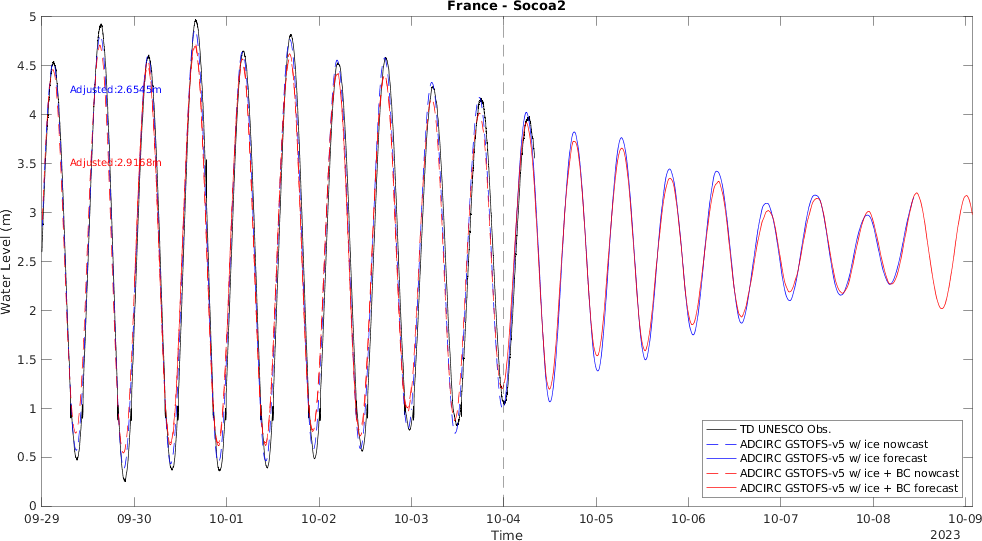 France - Socoa2
Water Level (m)
5
4.5
4
3.5
3
2.5
2
1.5
1
0.5
0
Adjusted:2.6545m
Adjusted:2.9158m
TD UNESCO Obs.
ADCIRC GSTOFS-v5 w/ ice nowcast
ADCIRC GSTOFS-v5 w/ ice forecast
ADCIRC GSTOFS-v5 w/ ice + BC nowcast
ADCIRC GSTOFS-v5 w/ ice + BC forecast
09-29 09-30 10-01 10-02 10-03 10-04 10-05 10-06 10-07 10-08 10-09
Time
2023